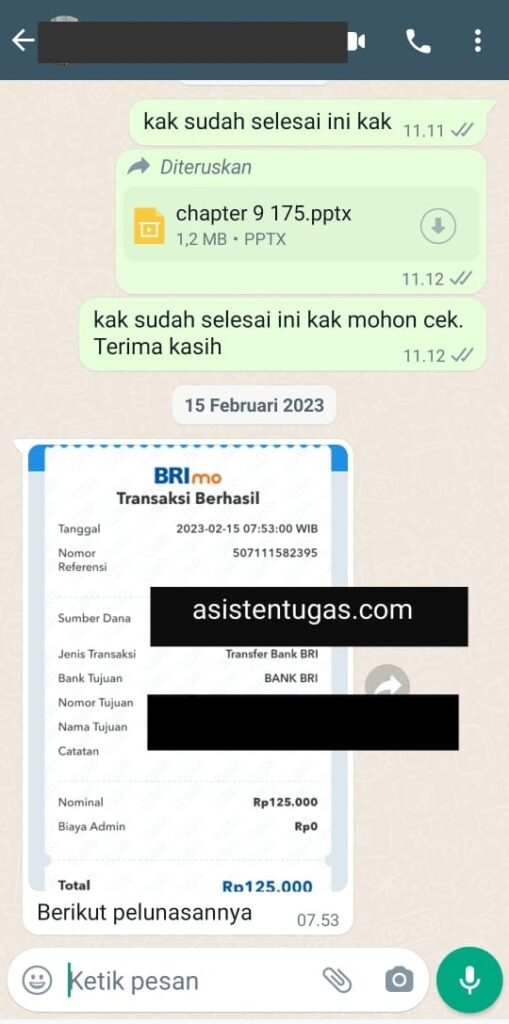 kak sudah selesai ini kak 11.11
Diteruskan
chapter 9 175.pptx
1,2 MB • PPTX
11.12
kak sudah selesai ini kak mohon cek.
Terima kasih 11.12
15 Februari 2023
BRImo
Transaksi Berhasil
Tanggal 2023-02-15 07:53:00 WIB
Nomor 507111582395
Referensi
asistentugas.com
Sumber Dana
Jenis Transaksi Transfer Bank BRI
Bank Tujuan BANK BRI
Nomor Tujuan
Nama Tujuan
Catatan
Nominal Rp125.000
Biaya Admin Rp0
Total Rp125.000
Berikut pelunasannya 07.53
Ketik pesan